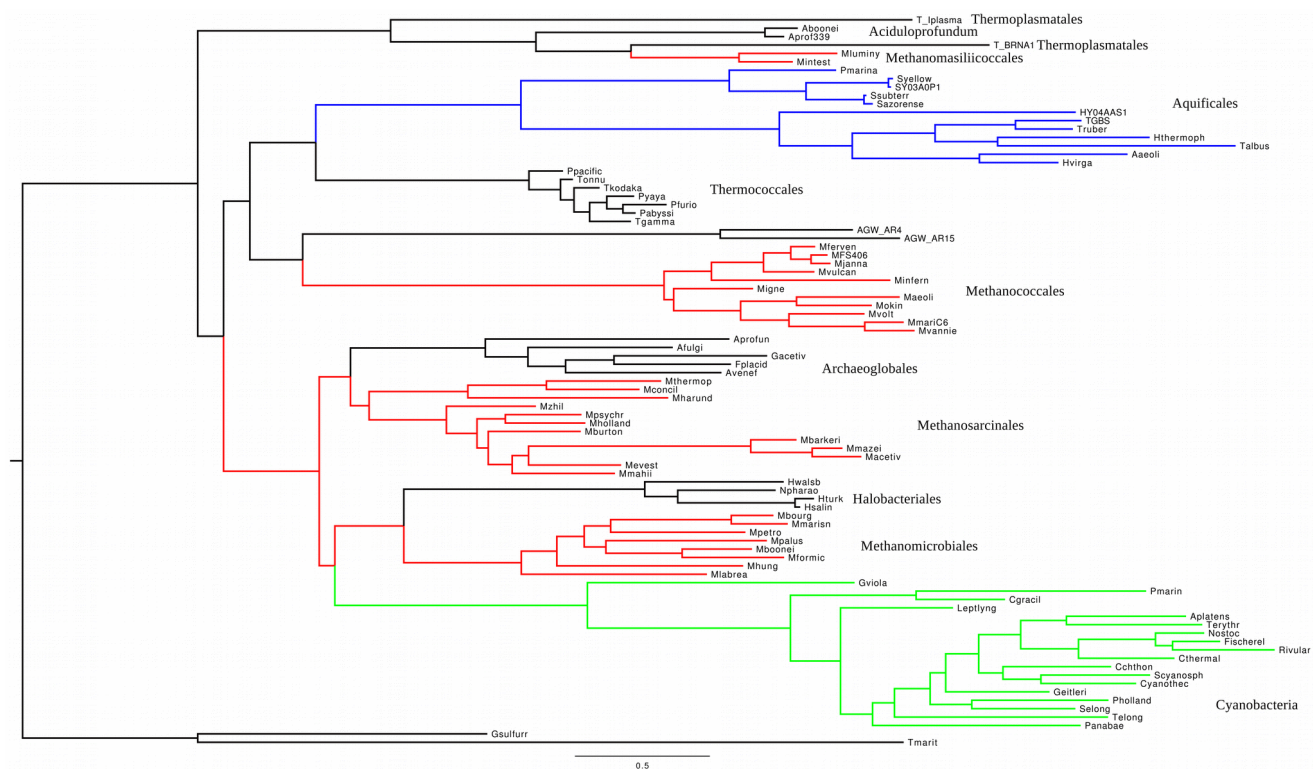 T_Iplasma Thermoplasmatales
Aboonei
Aciduloprofundum
Aprof339
T_BRNA1 Thermoplasmatales
Mluminy
Methanomasiliicoccales
Mintest
Pmarina
Syellow
SY03A0P1
Ssubterr
Sazorense
Aquificales
HY04AAS1
TGBS
Truber
Hthermoph
Talbus
Aaeoli
Hvirga
Ppacific
Tonnu
Tkodaka
Thermococcales
Pyaya
Pfurio
Pabyssi
Tgamma
AGW_AR4
AGW_AR15
Mferven
MFS406
Mjanna
Mvulcan
Minfern
Migne
Methanococcales
Maeoli
Mokin
Mvolt
MmariC6
Mvannie
Aprofun
Afulgi
Gacetiv
Fplacid
Archaeoglobales
Avenef
Mthermop
Mconcil
Mharund
Mzhil
Mpsychr
Mholland
Methanosarcinales
Mburton
Mbarkeri
Mmazei
Macetiv
Mevest
Mmahii
Hwalsb
Npharao
Hturk
Halobacteriales
Hsalin
Mbourg
Mmarisn
Mpetro
Mpalus
Methanomicrobiales
Mboonei
Mformic
Mhung
Mlabrea
Gviola
Pmarin
Cgracil
Leptlyng
Aplatens
Terythr
Nostoc
Fischerel
Rivular
Cthermal
Cchthon
Scyanosph
Cyanothec
Geitleri
Pholland
Cyanobacteria
Selong
Telong
Panabae
Gsulfurr
Tmarit
0.5